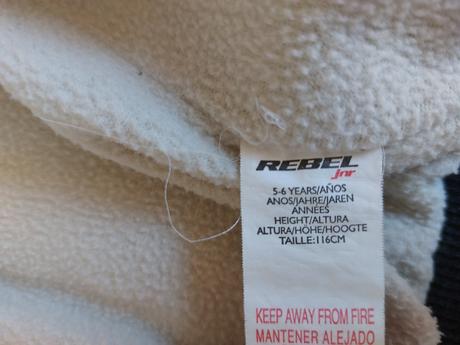 REBEL
jnr
5-6 YEARS/AÑOS
ANOS/JAHRE/JAREN
ANNÉES
HEIGHT/ALTURA
ALTURA/HÖHE/HOOGTE
TAILLE:116CM
KEEP AWAY FROM FIRE
MANTENER ALEJADO